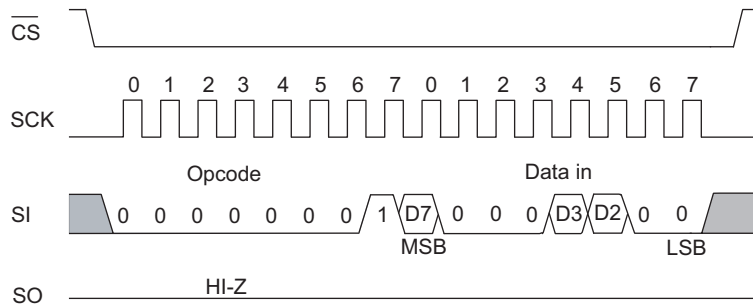 CS
0 1 2 3 4 5 6 7 0 1 2 3 4 5 6 7
SCK
Opcode Data in
SI 0 0 0 0 0 0 0 1 D7 0 0 0 D3 D2 0 0
MSB LSB
HI-Z
SO